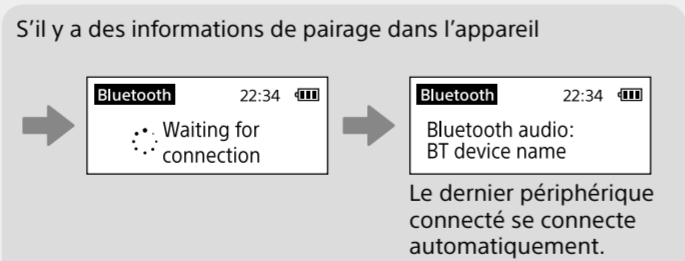 S’il y a des informations de pairage dans l’appareil
Bluetooth 22:34
Waiting for
connection
Bluetooth 22:34
Bluetooth audio:
BT device name
Le dernier périphérique
connecté se connecte
automatiquement.